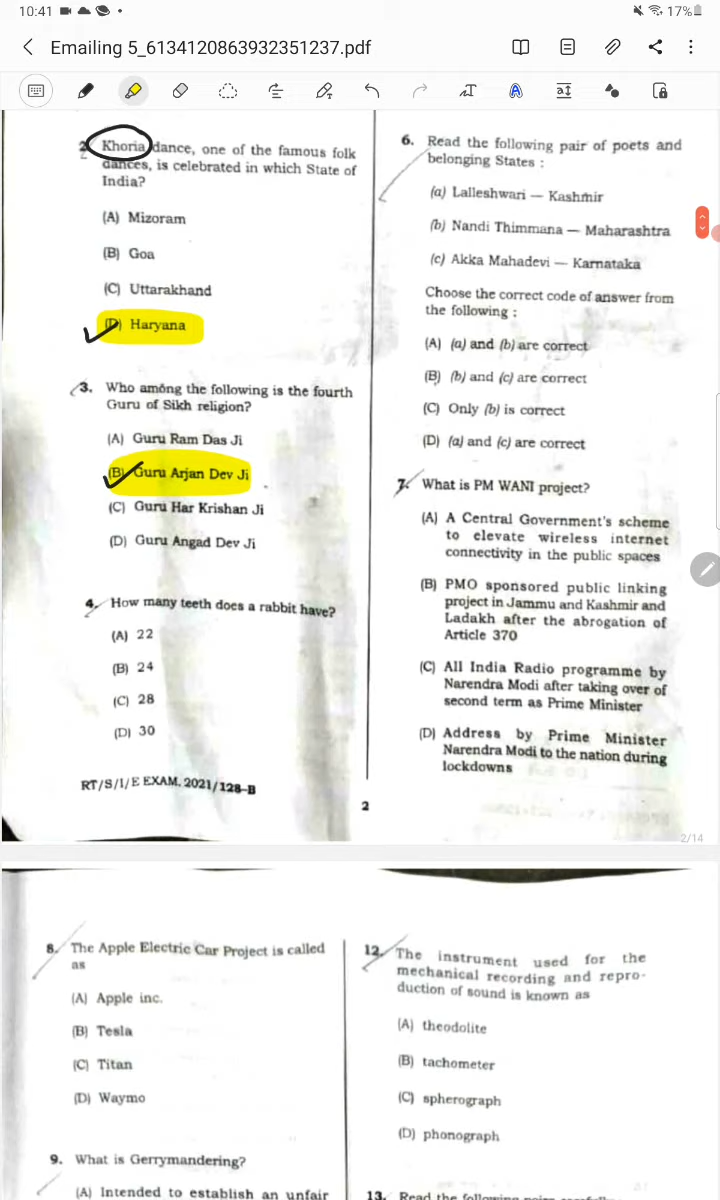 10:41
17%
Emailing 5_6134120863932351237.pdf
2. Khoria dance, one of the famous folk
dances, is celebrated in which State of
India?
(A) Mizoram
(B) Goa
(C) Uttarakhand
(D) Haryana
3. Who among the following is the fourth
Guru of Sikh religion?
(A) Guru Ram Das Ji
(B) Guru Arjan Dev Ji
(C) Guru Har Krishan Ji
(D) Guru Angad Dev Ji
4. How many teeth does a rabbit have?
(A) 22
(B) 24
(C) 28
(D) 30
RT/S/I/E EXAM. 2021/128-B
6. Read the following pair of poets and
belonging States :
(a) Lalleshwari — Kashmir
(b) Nandi Thimmana — Maharashtra
(c) Akka Mahadevi — Karnataka
Choose the correct code of answer from
the following :
(A) (a) and (b) are correct
(B) (b) and (c) are correct
(C) Only (b) is correct
(D) (a) and (c) are correct
7. What is PM WANI project?
(A) A Central Government's scheme
to elevate wireless internet
connectivity in the public spaces
(B) PMO sponsored public linking
project in Jammu and Kashmir and
Ladakh after the abrogation of
Article 370
(C) All India Radio programme by
Narendra Modi after taking over of
second term as Prime Minister
(D) Address by Prime Minister
Narendra Modi to the nation during
lockdowns
2
2/14
8. The Apple Electric Car Project is called
as
(A) Apple inc.
(B) Tesla
(C) Titan
(D) Waymo
9. What is Gerrymandering?
(A) Intended to establish an unfair
12. The instrument used for the
mechanical recording and repro-
duction of sound is known as
(A) theodolite
(B) tachometer
(C) spherograph
(D) phonograph
13. Read the following